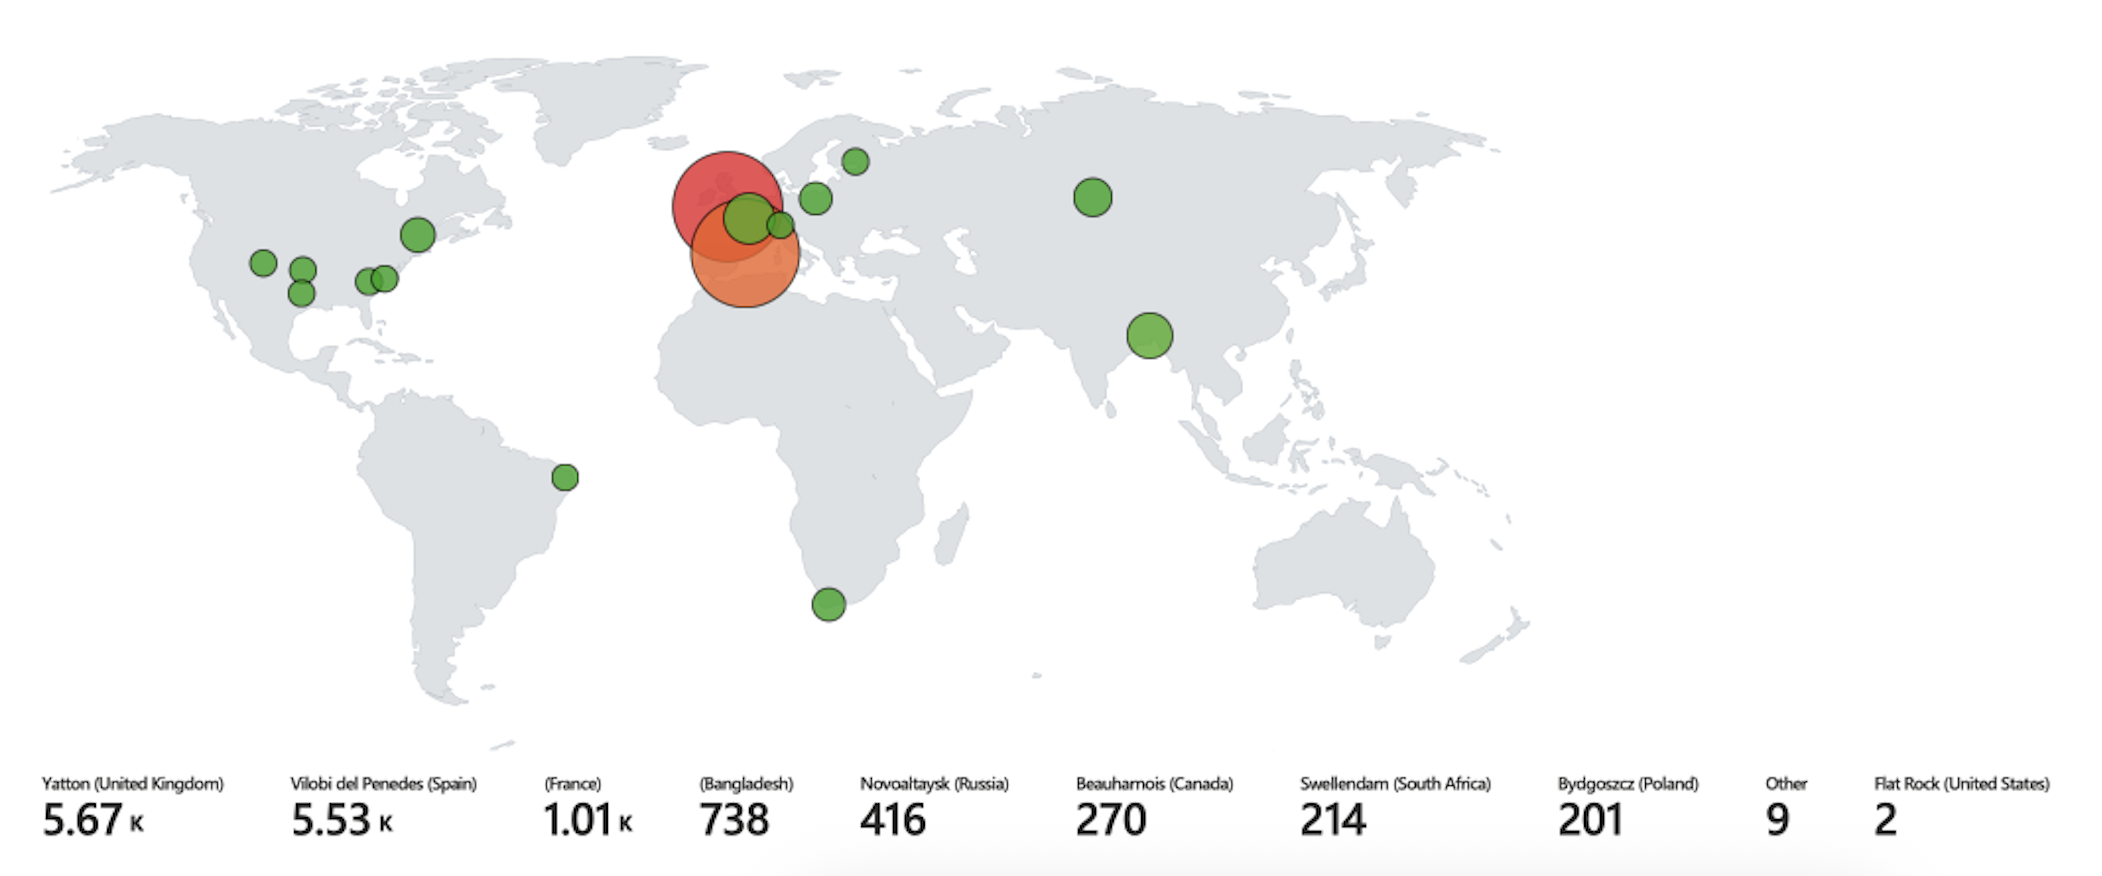 Yatton (United Kingdom) Vilobi del Penedes (Spain) (France) (Bangladesh) Novoaltaysk (Russia) Beauharnois (Canada) Swellendam (South Africa) Bydgoszcz (Poland) Other Flat Rock (United States)
5.67 K 5.53 K 1.01 K 738 416 270 214 201 9 2